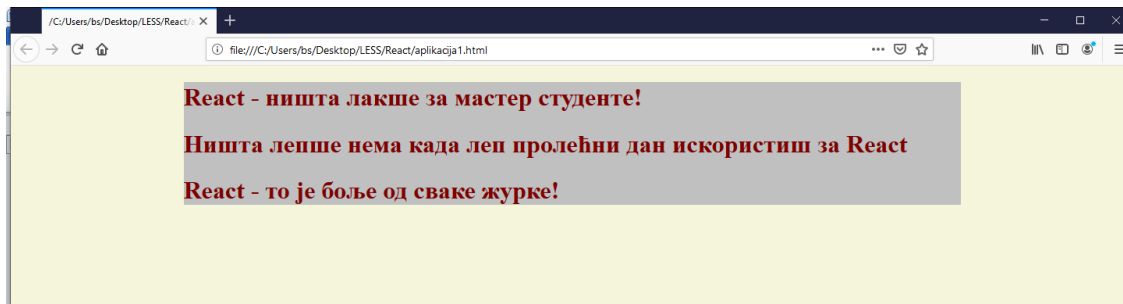 /C:/Users/bs/Desktop/LESS/React/a
file:///C:/Users/bs/Desktop/LESS/React/aplikacija1.html
React - ништа лакше за мастер студенте!
Ништа лепше нема када леп пролећни дан искористиш за React
React - то је боље од сваке журке!